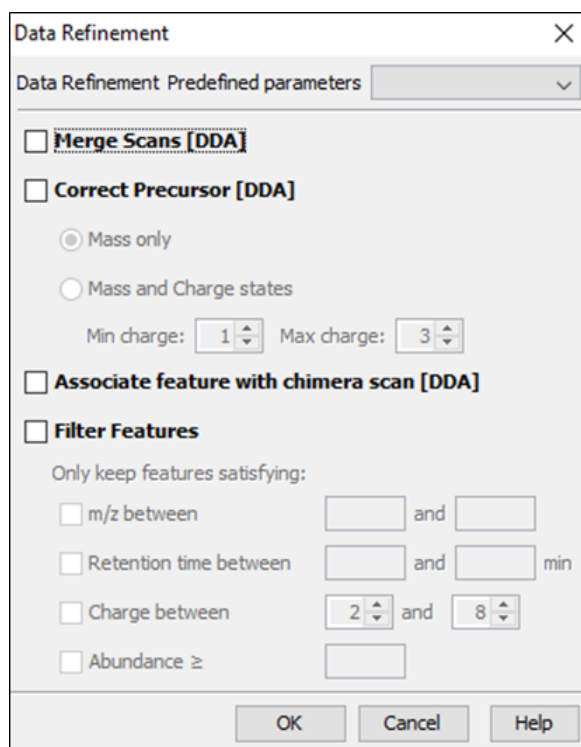 Data Refinement
Data Refinement Predefined parameters
Merge Scans [DDA]
Correct Precursor [DDA]
Mass only
Mass and Charge states
Min charge: 1 Max charge: 3
Associate feature with chimera scan [DDA]
Filter Features
Only keep features satisfying:
m/z between and
Retention time between and min
Charge between 2 and 8
Abundance ≥
OK Cancel Help